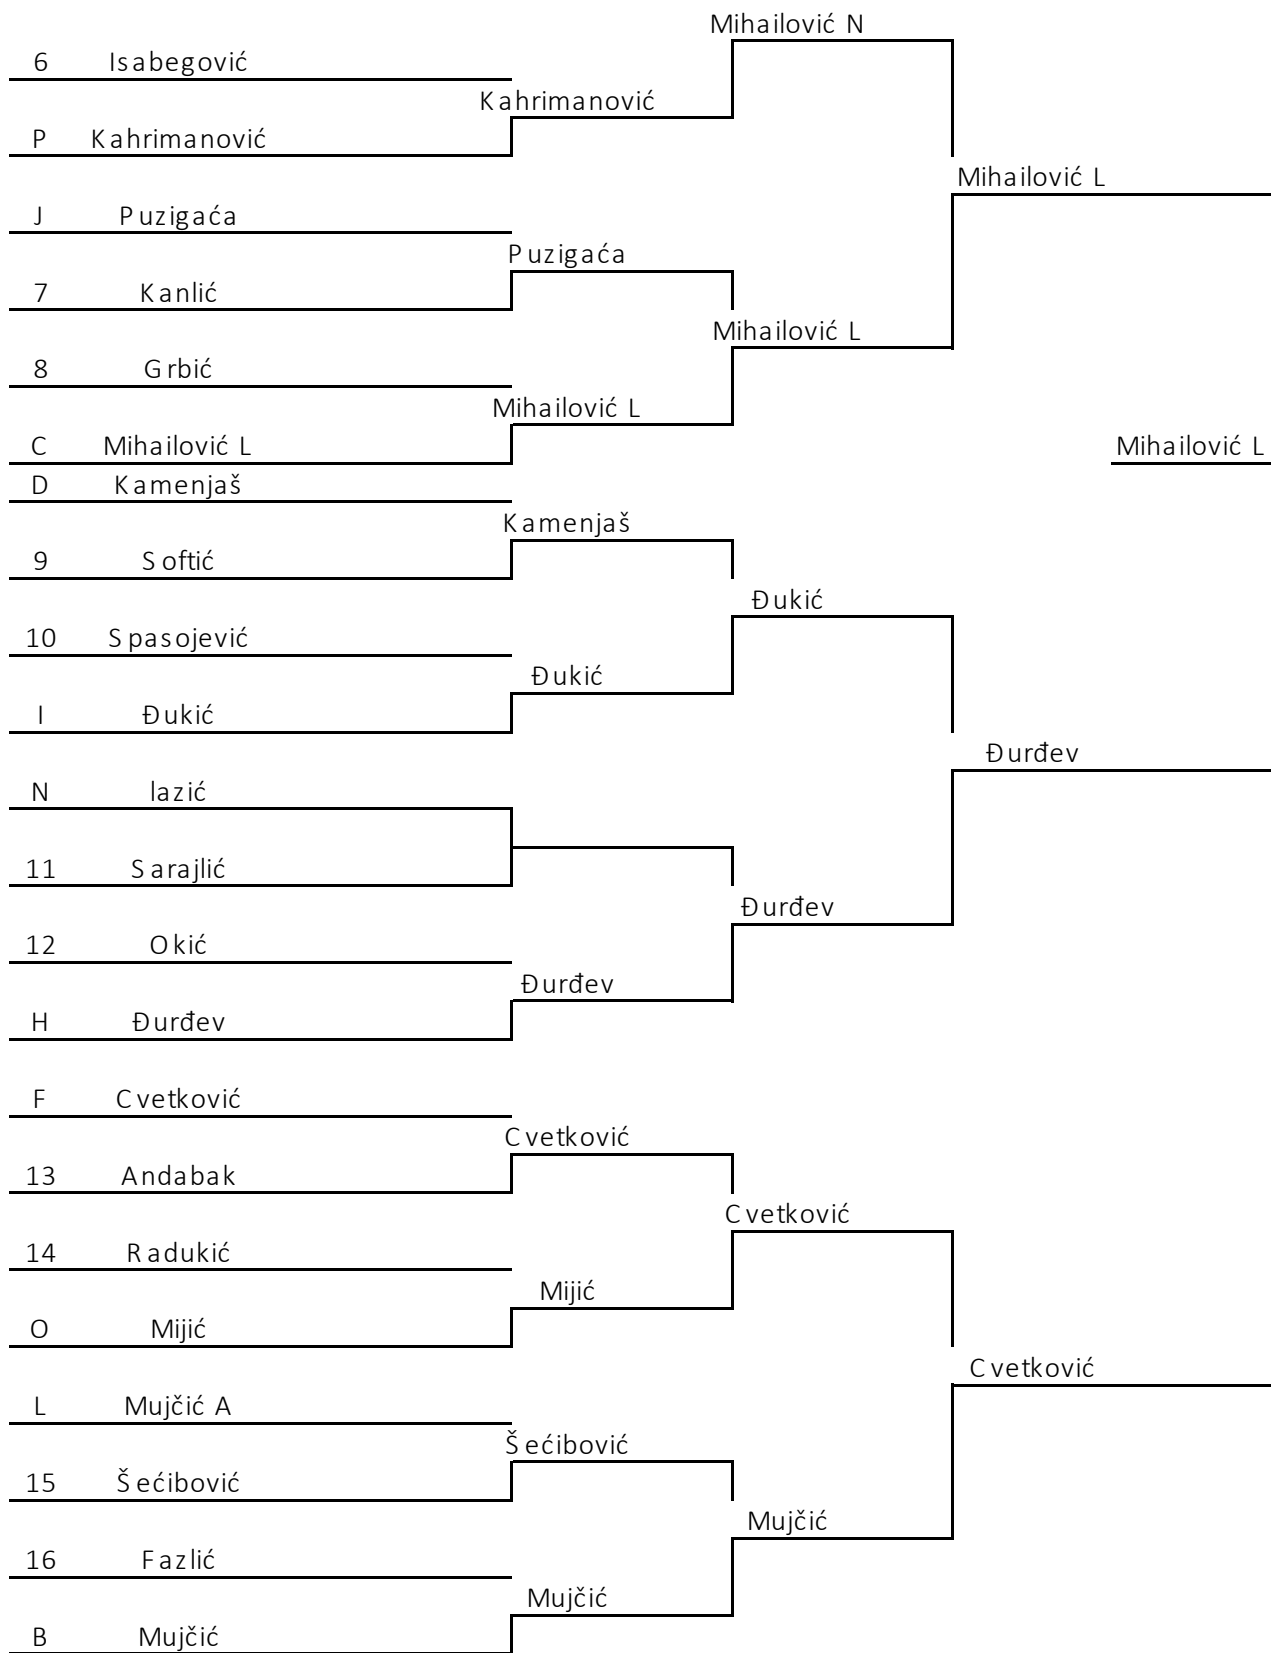 Mihailović N
6 Isabegović
Kahrimanović
P Kahrimanović
Mihailović L
J Puzigaća
Puzigaća
7 Kanlić
Mihailović L
8 Grbić
Mihailović L
C Mihailović L
Mihailović L
D Kamenjaš
Kamenjaš
9 Softić
Đukić
10 Spasojević
Đukić
I Đukić
Đurđev
N lazić
11 Sarajlić
Đurđev
12 Okić
Đurđev
H Đurđev
F Cvetković
Cvetković
13 Andabak
Cvetković
14 Radukić
Mijić
O Mijić
Cvetković
L Mujčić A
Šećibović
15 Šećibović
Mujčić
16 Fazlić
Mujčić
B Mujčić